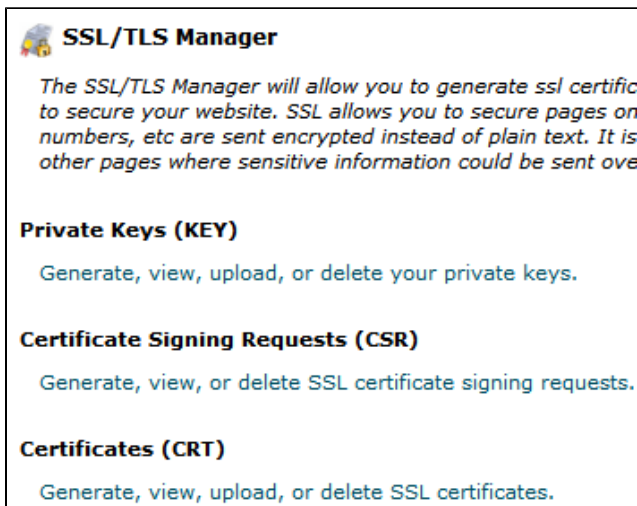 SSL/TLS Manager
The SSL/TLS Manager will allow you to generate ssl certific
to secure your website. SSL allows you to secure pages on
numbers, etc are sent encrypted instead of plain text. It is
other pages where sensitive information could be sent ove
Private Keys (KEY)
Generate, view, upload, or delete your private keys.
Certificate Signing Requests (CSR)
Generate, view, or delete SSL certificate signing requests.
Certificates (CRT)
Generate, view, upload, or delete SSL certificates.